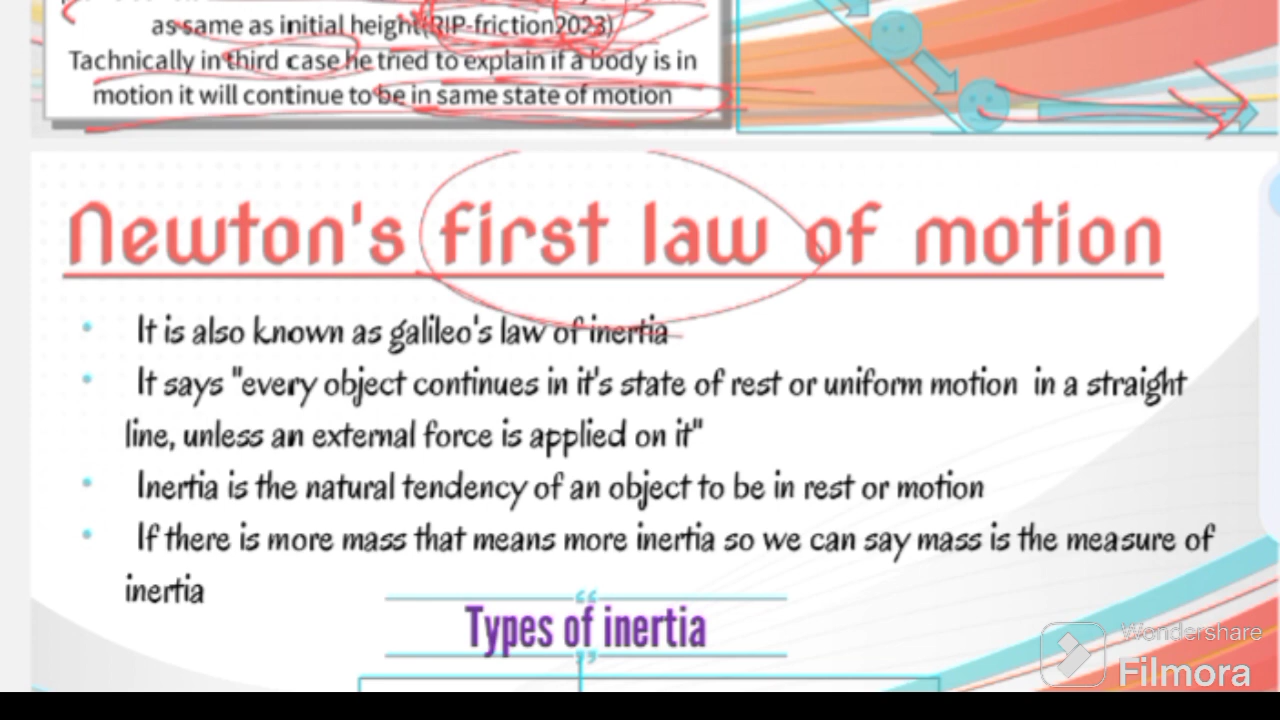 as same as initial height(RIP-friction2023)
Tachnically in third case he tried to explain if a body is in
motion it will continue to be in same state of motion
Newton's first law of motion
It is also known as galileo's law of inertia
It says "every object continues in it's state of rest or uniform motion in a straight
line, unless an external force is applied on it"
Inertia is the natural tendency of an object to be in rest or motion
If there is more mass that means more inertia so we can say mass is the measure of
inertia
“
Types of inertia
”
Wondershare
Filmora